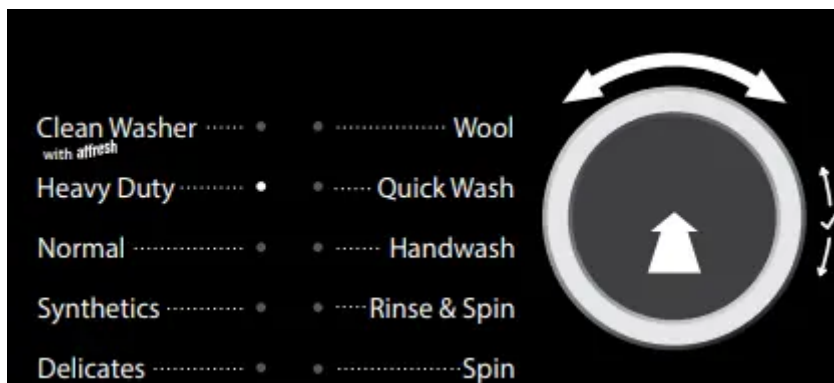 Clean Washer
with affresh
Heavy Duty
Normal
Synthetics
Delicates
Wool
Quick Wash
Handwash
Rinse & Spin
Spin